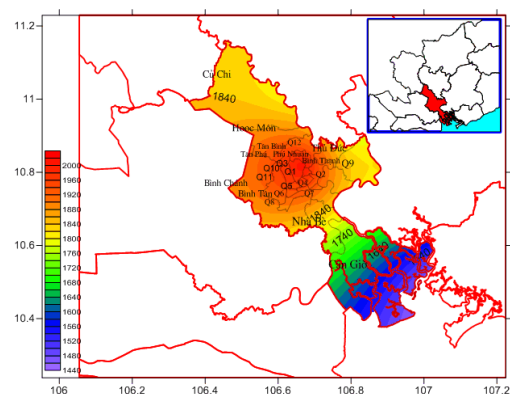 11.2
11
10.8
10.6
10.4
106
106.2
106.4
106.6
106.8
107
107.2
2000
1960
1920
1880
1840
1800
1760
1720
1680
1640
1600
1560
1520
1480
1440
Củ Chi
1840
Hooc Môn
Q12
Tân Bình
Thủ Đức
Tân Phú
Phú Nhuận
Q3
Bình Thạnh
Q9
Q10
Q1
Q11
Q2
Bình Chánh
Q5
Q4
Bình Tân
Q6
Q7
Q8
1840
Nhà Bè
1740
Cần Giờ